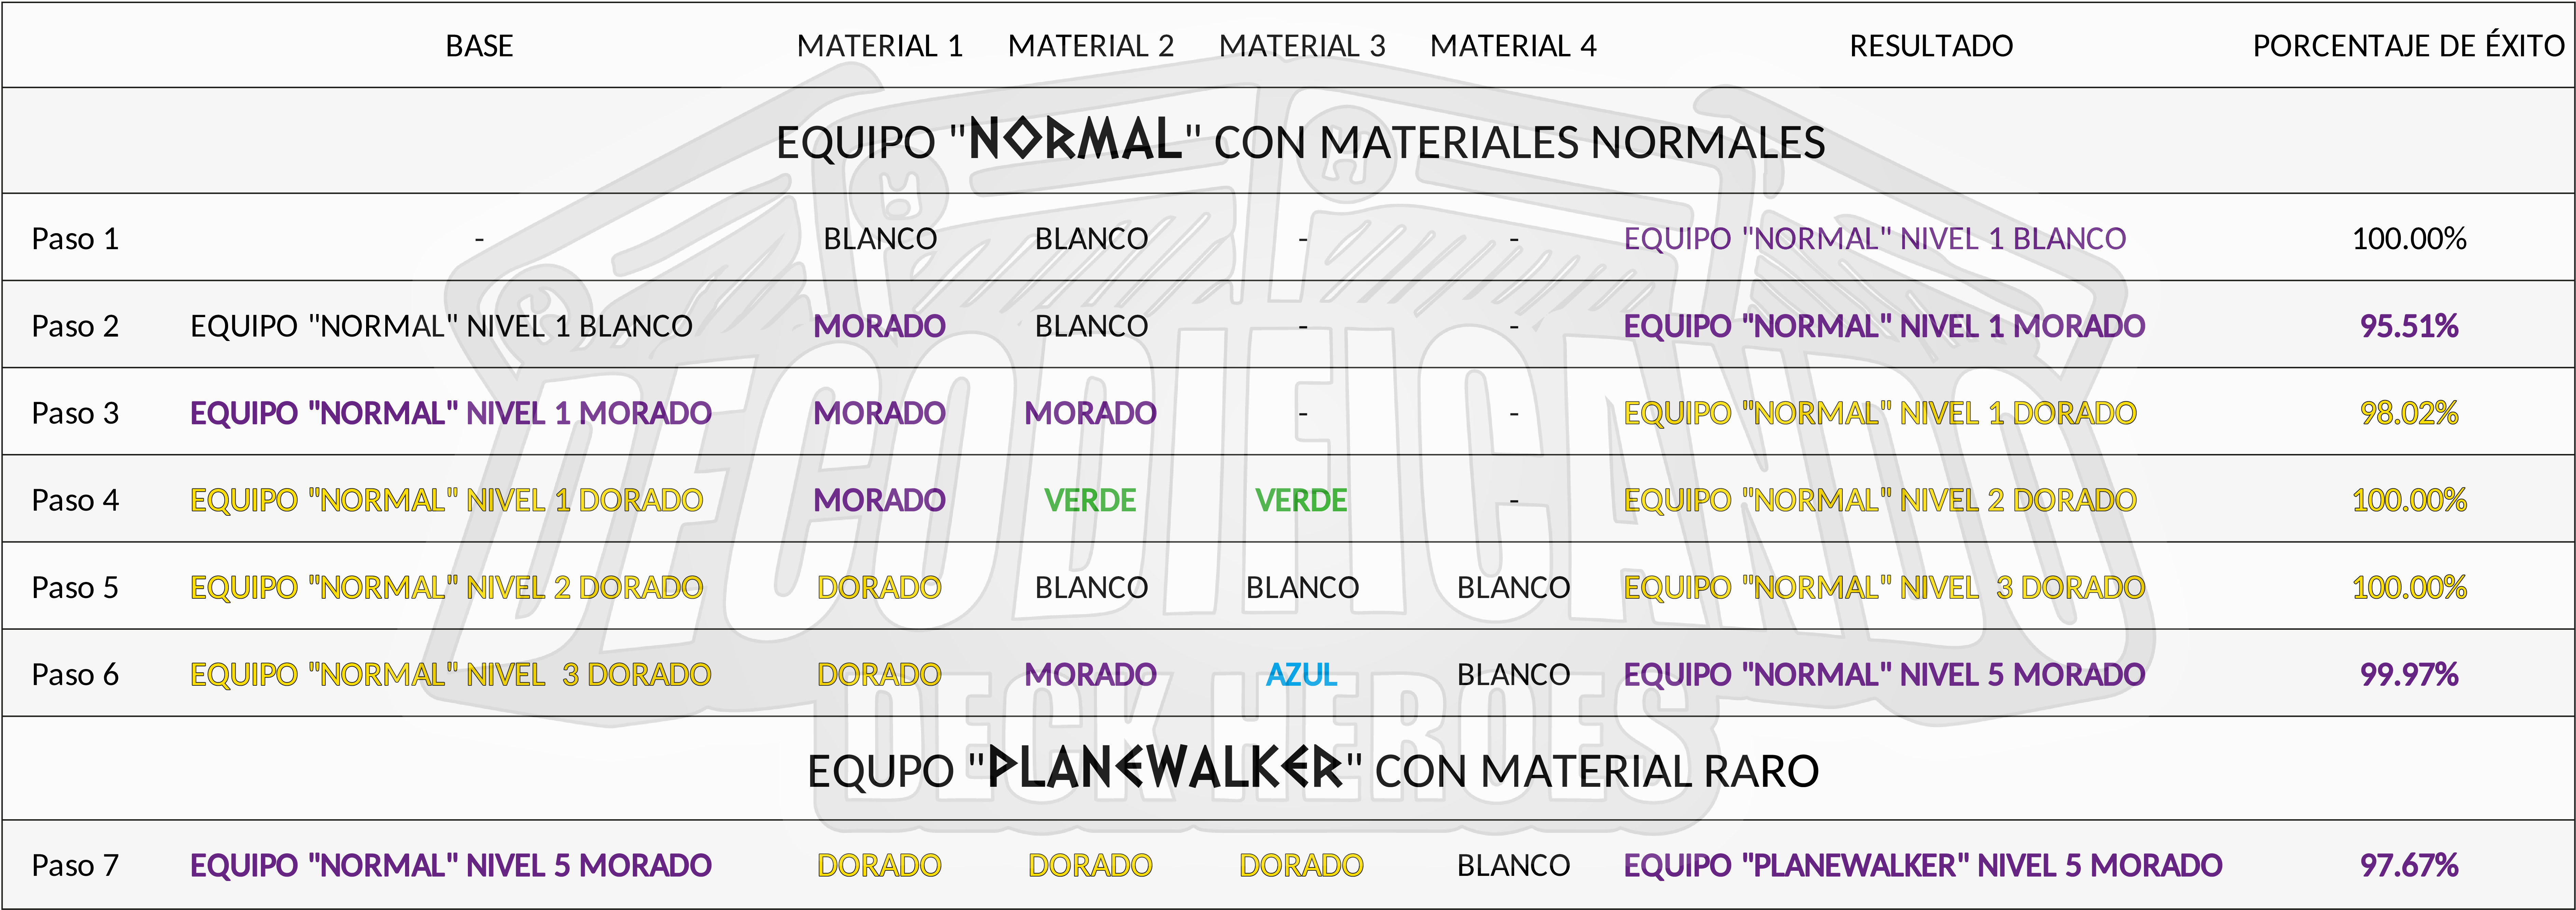 BASE MATERIAL 1 MATERIAL 2 MATERIAL 3 MATERIAL 4 RESULTADO PORCENTAJE DE ÉXITO
EQUIPO "NORMAL" CON MATERIALES NORMALES
Paso 1 - BLANCO BLANCO - - EQUIPO "NORMAL" NIVEL 1 BLANCO 100.00%
Paso 2 EQUIPO "NORMAL" NIVEL 1 BLANCO MORADO BLANCO - - EQUIPO "NORMAL" NIVEL 1 MORADO 95.51%
Paso 3 EQUIPO "NORMAL" NIVEL 1 MORADO MORADO MORADO - - EQUIPO "NORMAL" NIVEL 1 DORADO 98.02%
Paso 4 EQUIPO "NORMAL" NIVEL 1 DORADO MORADO VERDE VERDE - EQUIPO "NORMAL" NIVEL 2 DORADO 100.00%
Paso 5 EQUIPO "NORMAL" NIVEL 2 DORADO DORADO BLANCO BLANCO BLANCO EQUIPO "NORMAL" NIVEL 3 DORADO 100.00%
Paso 6 EQUIPO "NORMAL" NIVEL 3 DORADO DORADO MORADO AZUL BLANCO EQUIPO "NORMAL" NIVEL 5 MORADO 99.97%
EQUPO "PLANEWALKER" CON MATERIAL RARO
Paso 7 EQUIPO "NORMAL" NIVEL 5 MORADO DORADO DORADO DORADO BLANCO EQUIPO "PLANEWALKER" NIVEL 5 MORADO 97.67%
DECODIFICANDO
DECK HEROES